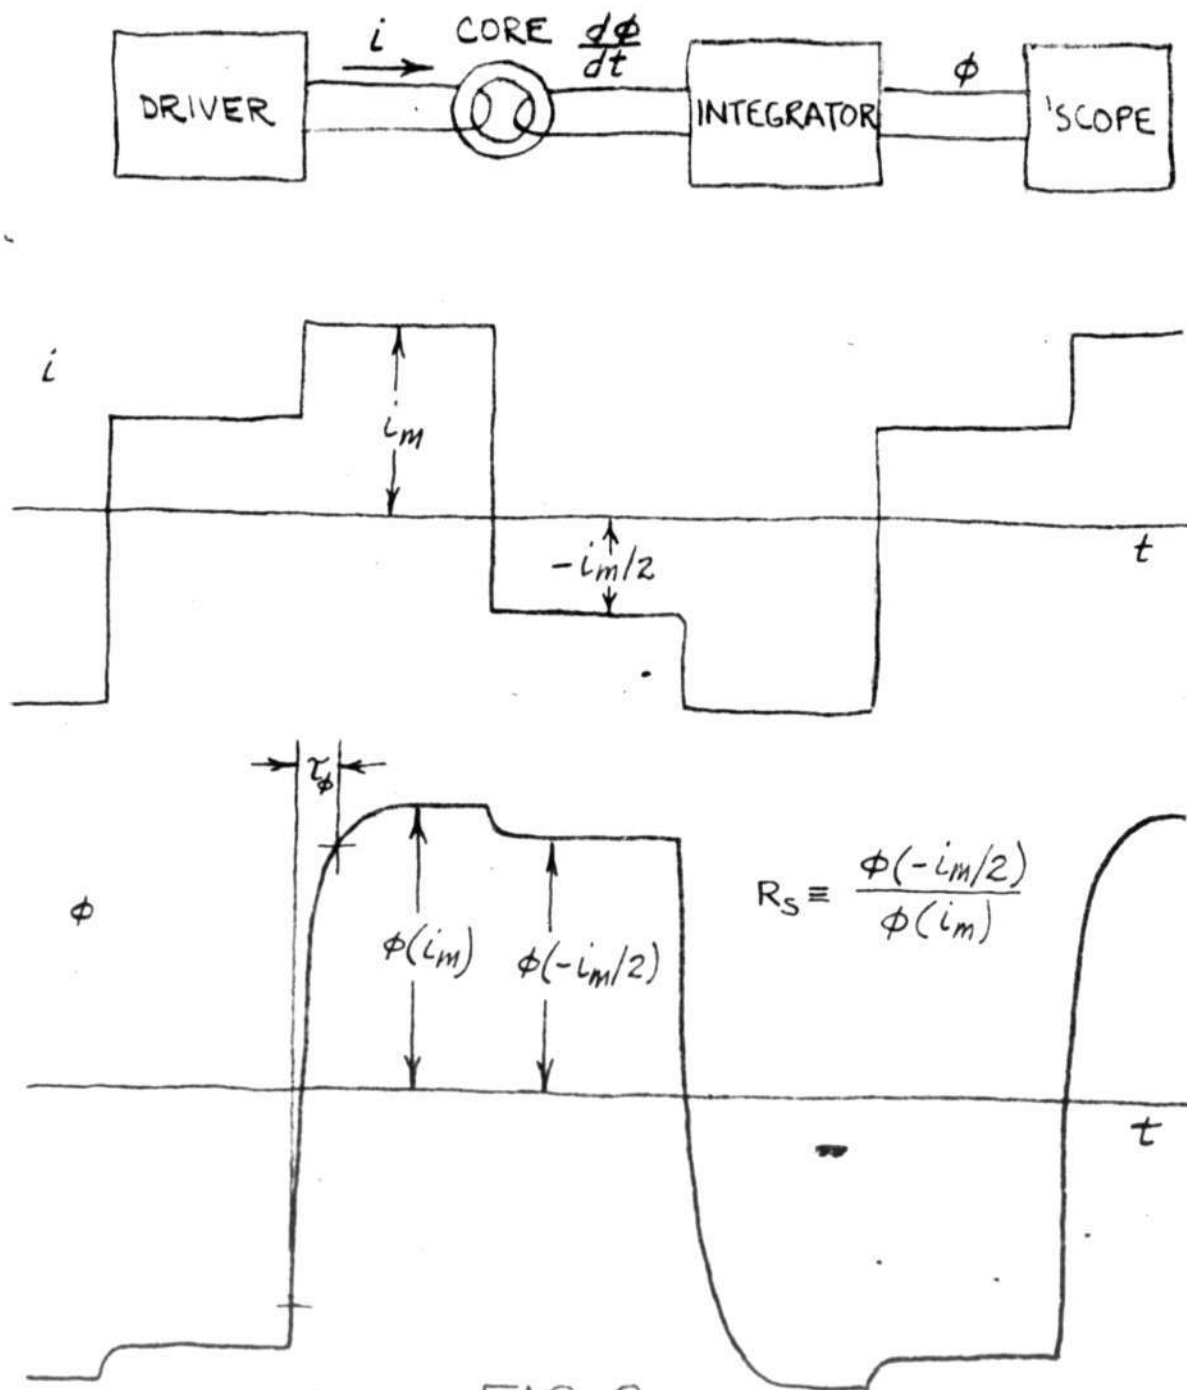 i CORE dϕ/dt
DRIVER INTEGRATOR ϕ 'SCOPE
i
i_m
-i_m/2
t
τ_ϕ
ϕ
ϕ(i_m) ϕ(-i_m/2)
R_S ≡ ϕ(-i_m/2)/ϕ(i_m)
t